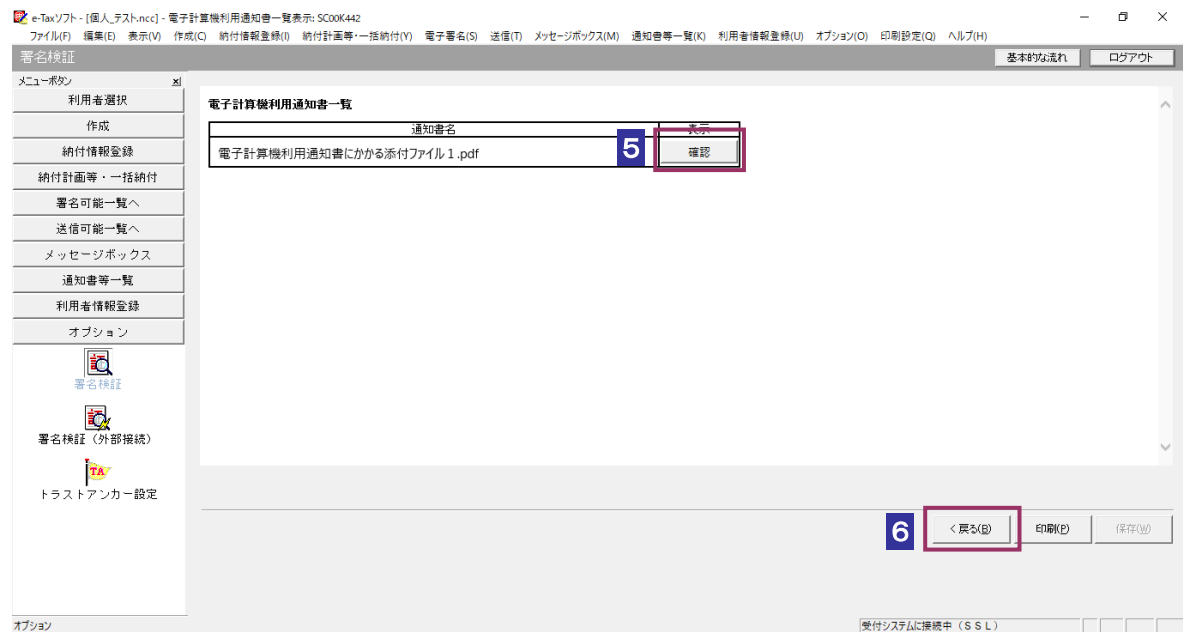 e-Taxソフト - [個人_テスト.ncc] - 電子計算機利用通知書一覧表示: SC00K442
ファイル(F) 編集(E) 表示(V) 作成(C) 納付情報登録(I) 納付計画等・一括納付(Y) 電子署名(S) 送信(T) メッセージボックス(M) 通知書等一覧(K) 利用者情報登録(U) オプション(O) 印刷設定(Q) ヘルプ(H)
署名検証
基本的な流れ
ログアウト
メニューボタン
利用者選択
作成
納付情報登録
納付計画等・一括納付
署名可能一覧へ
送信可能一覧へ
メッセージボックス
通知書等一覧
利用者情報登録
オプション
署名検証
署名検証（外部接続）
TA
トラストアンカー設定
電子計算機利用通知書一覧
通知書名 表示
電子計算機利用通知書にかかる添付ファイル１.pdf
5
確認
6
< 戻る(B)
印刷(P)
保存(W)
オプション
受付システムに接続中（ＳＳＬ）